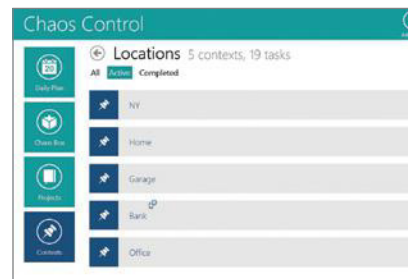 Chaos Control
Locations 5 contexts, 19 tasks
All Active Completed
Daily Plan
Chaos Box
Projects
Contexts
NY
Home
Garage
Bank
Office
20